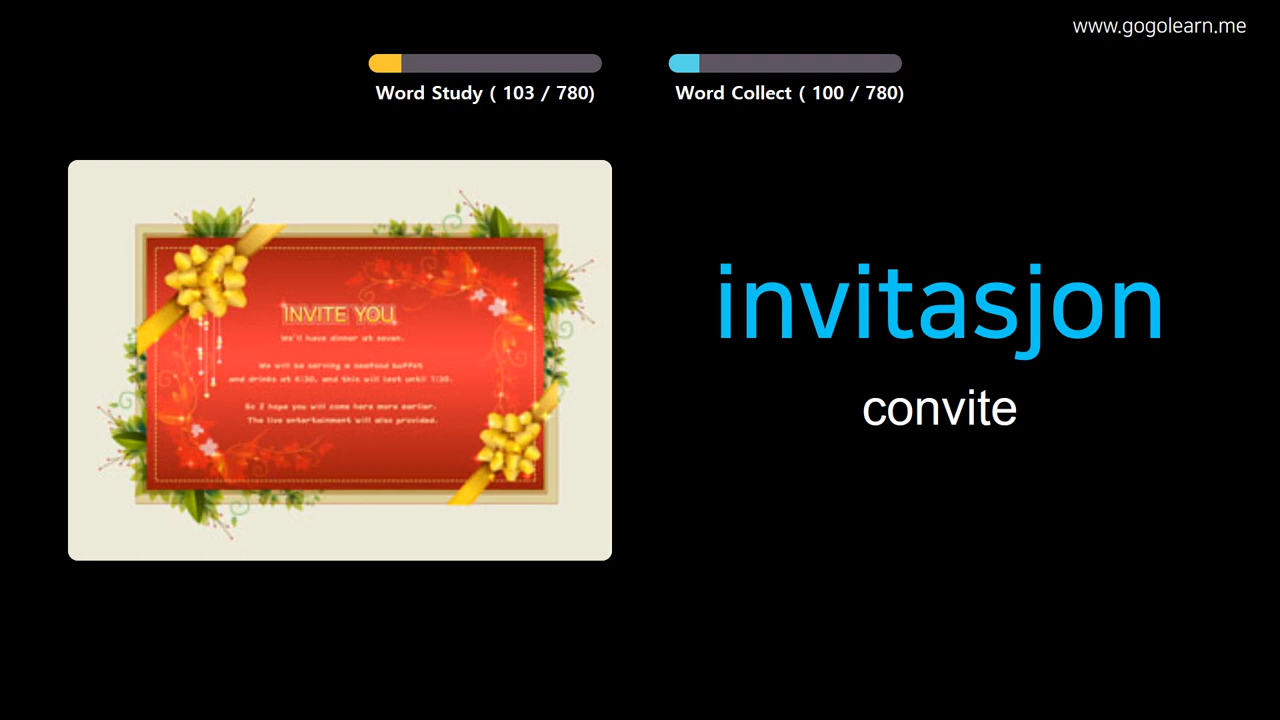 www.gogolearn.me
Word Study ( 103 / 780)
Word Collect ( 100 / 780)
INVITE YOU
We'll have dinner at seven.
We will be serving a seafood buffet
and drinks at 6:30, and this will last until 1:30.
So I hope you will come here more earlier.
The live entertainment will also provided.
invitasjon
convite